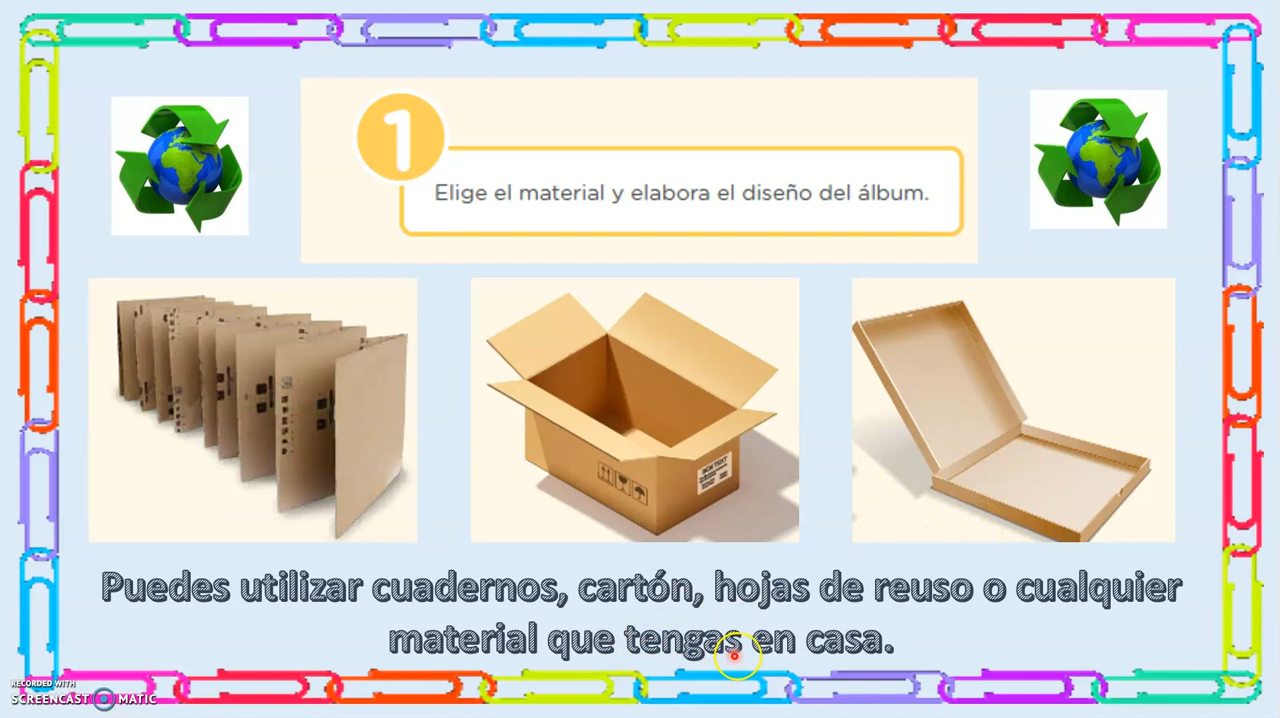 1
Elige el material y elabora el diseño del álbum.
Puedes utilizar cuadernos, cartón, hojas de reuso o cualquier
material que tengas en casa.
RECORDED WITH
SCREENCAST MATIC